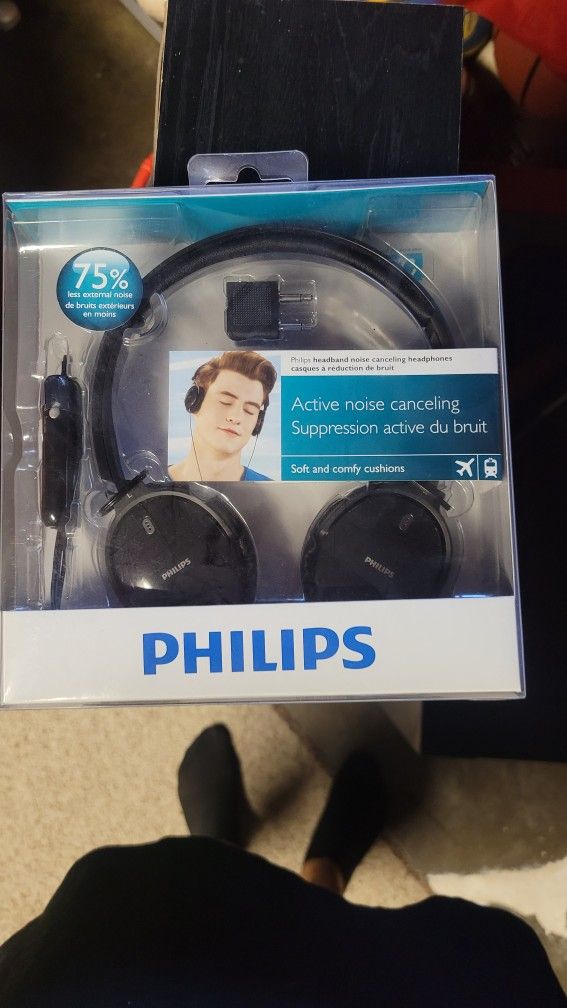 75%
less external noise
de bruits extérieurs
en moins
Philips headband noise canceling headphones
casques à réduction de bruit
Active noise canceling
Suppression active du bruit
Soft and comfy cushions
PHILIPS
PHILIPS
PHILIPS